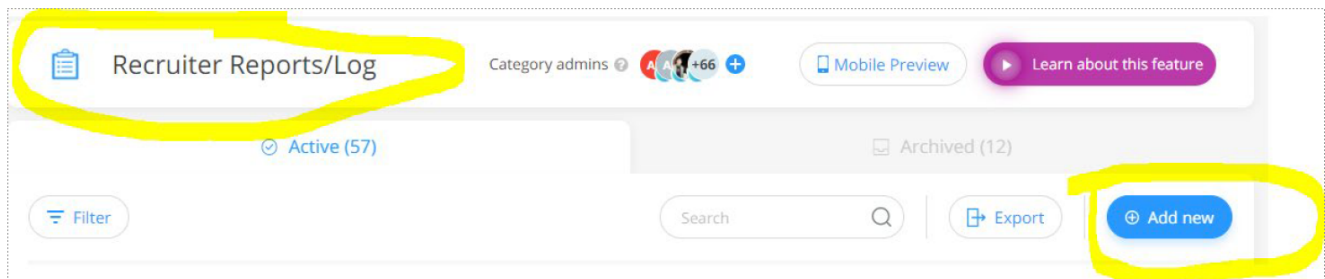 Recruiter Reports/Log
Category admins ? A A +66
Mobile Preview
Learn about this feature
Active (57)
Archived (12)
Filter
Search
Export
Add new